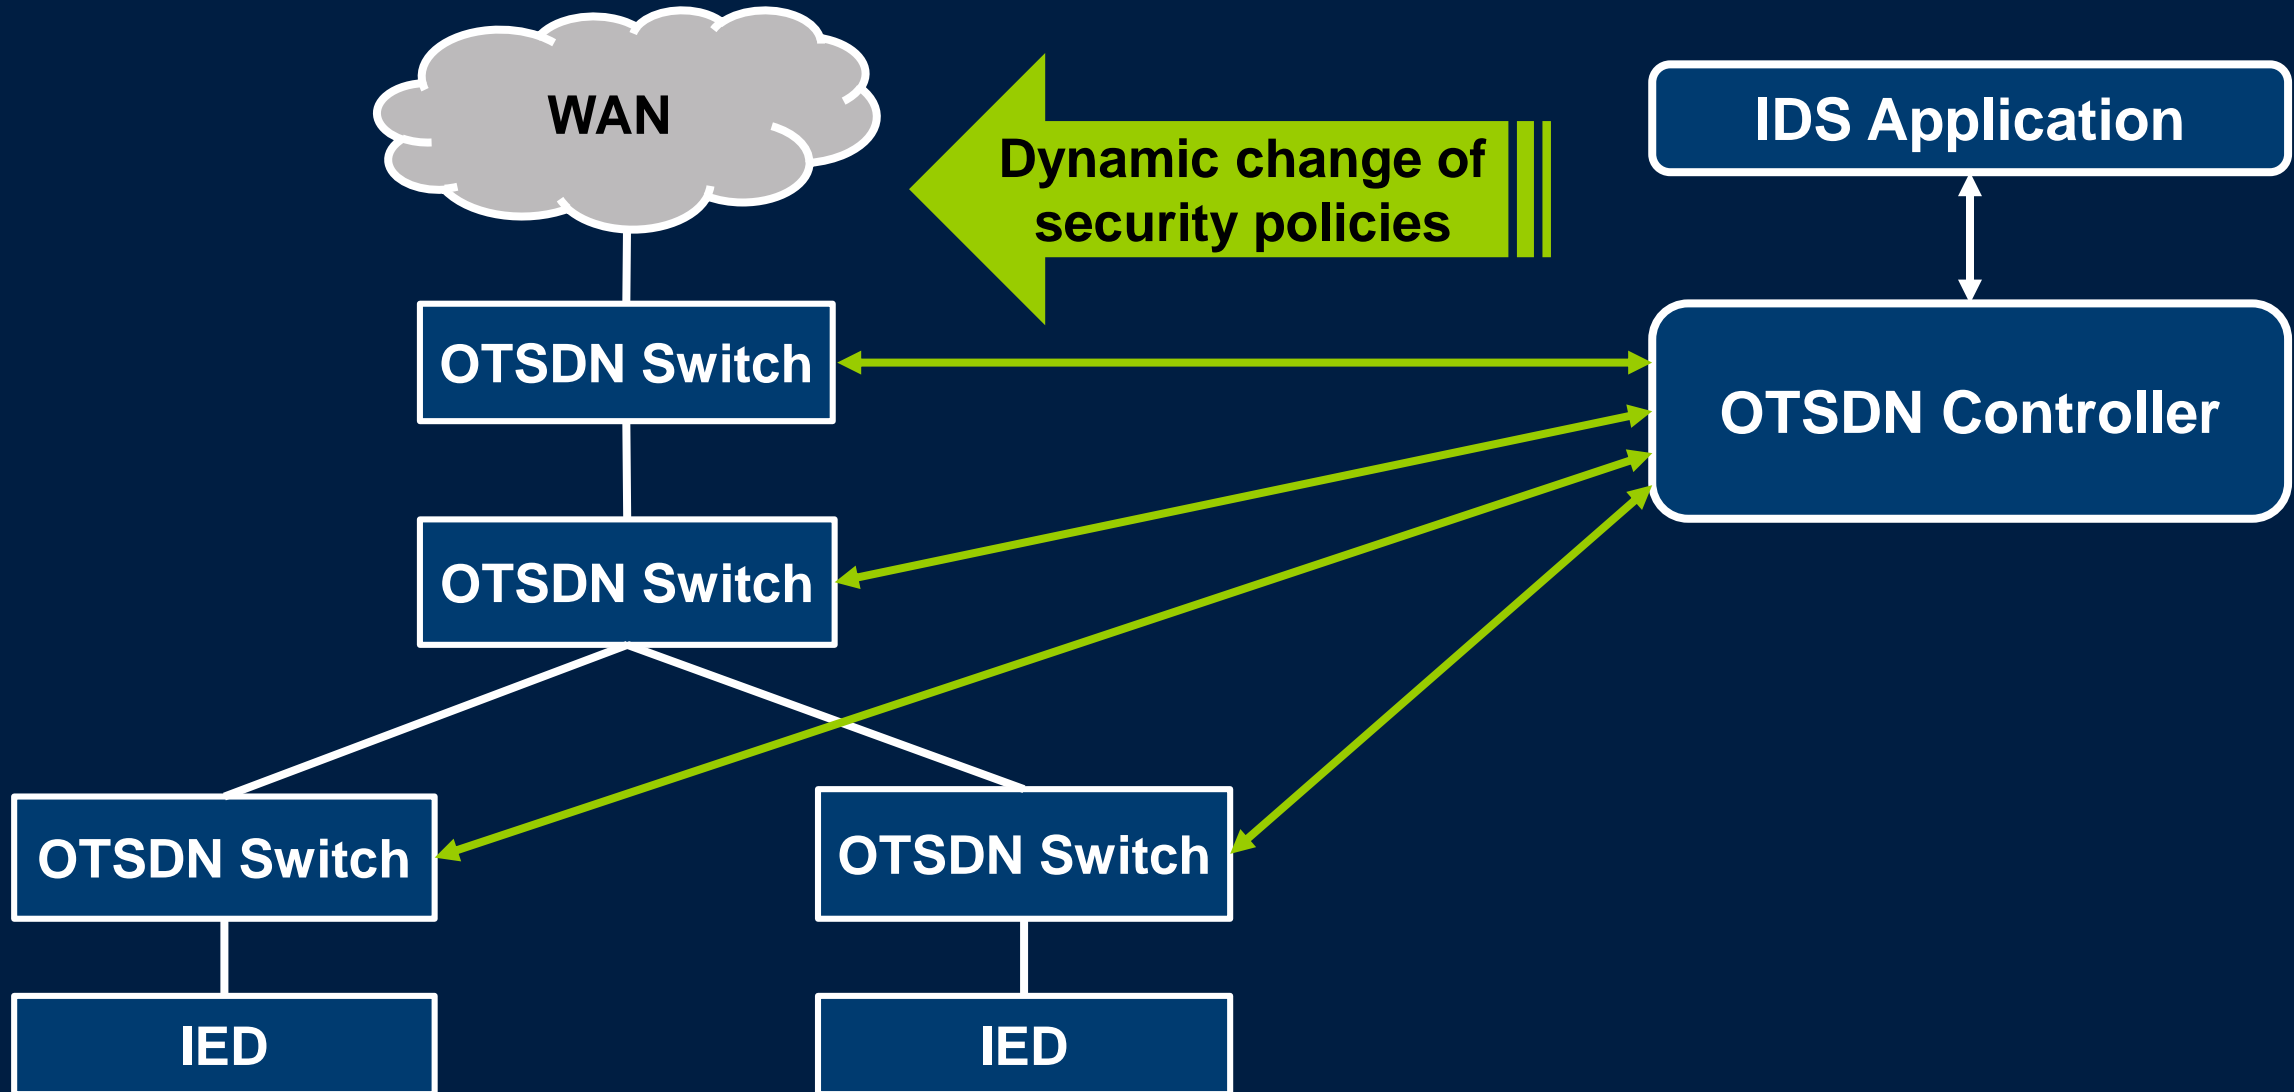 WAN
IDS Application
Dynamic change of
security policies
OTSDN Switch
OTSDN Controller
OTSDN Switch
OTSDN Switch
OTSDN Switch
IED
IED